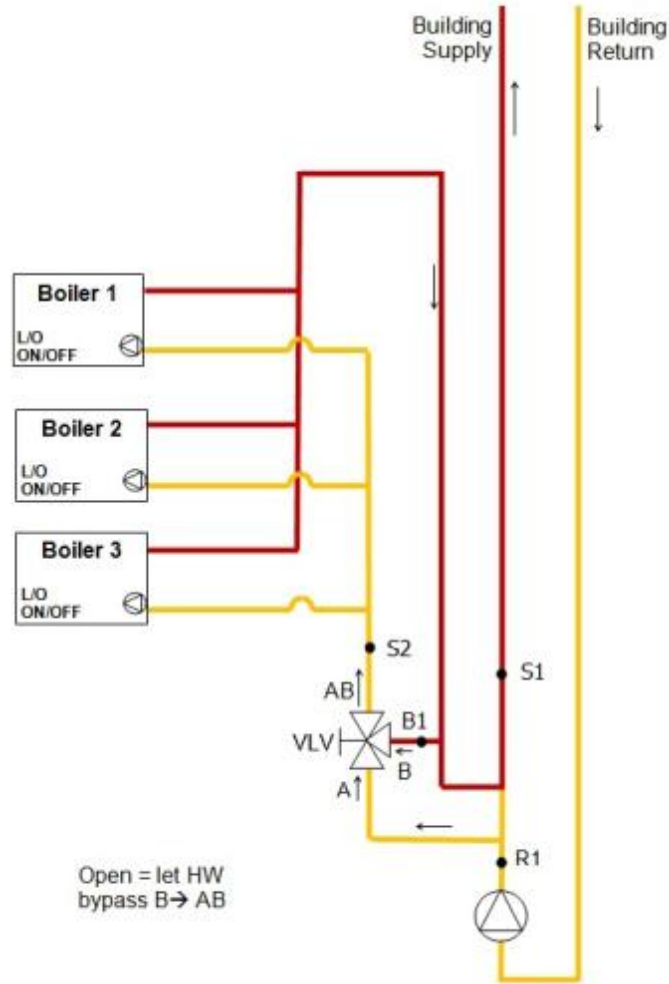 Building
Supply
Building
Return
Boiler 1
L/O
ON/OFF
Boiler 2
L/O
ON/OFF
Boiler 3
L/O
ON/OFF
S2
S1
AB
B1
VLV
B
A
R1
Open = let HW
bypass B→ AB